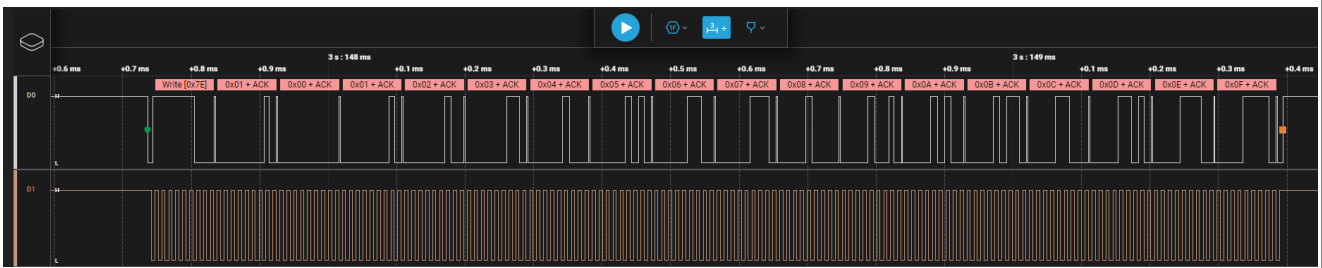 1F 3 +
3 s : 148 ms 3 s : 149 ms
+0.6 ms +0.7 ms +0.8 ms +0.9 ms +0.1 ms +0.2 ms +0.3 ms +0.4 ms +0.5 ms +0.6 ms +0.7 ms +0.8 ms +0.9 ms +0.1 ms +0.2 ms +0.3 ms +0.4 ms
Write [0x7E] 0x01 + ACK 0x00 + ACK 0x01 + ACK 0x02 + ACK 0x03 + ACK 0x04 + ACK 0x05 + ACK 0x06 + ACK 0x07 + ACK 0x08 + ACK 0x09 + ACK 0x0A + ACK 0x0B + ACK 0x0C + ACK 0x0D + ACK 0x0E + ACK 0x0F + ACK
D0 H
L
D1 H
L